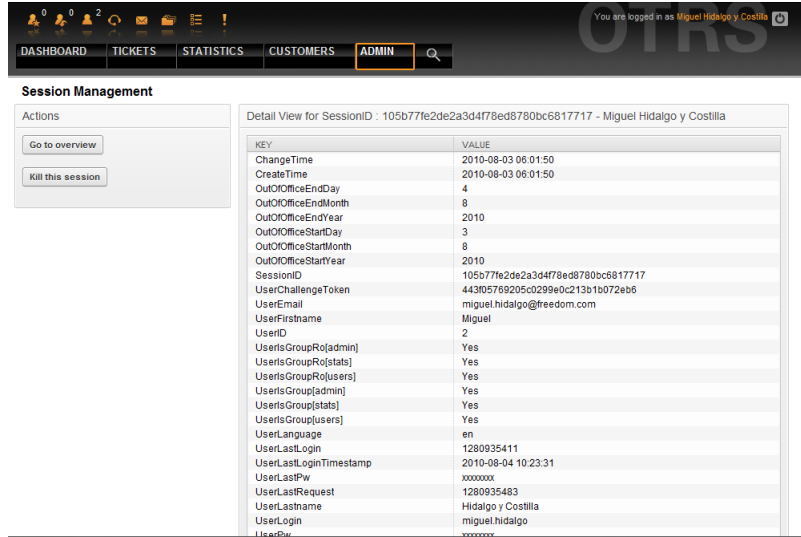 0 0 2
You are logged in as Miguel Hidalgo y Costilla
OTRS
DASHBOARD TICKETS STATISTICS CUSTOMERS ADMIN
Session Management
Actions
Go to overview
Kill this session
Detail View for SessionID : 105b77fe2de2a3d4f78ed8780bc6817717 - Miguel Hidalgo y Costilla
KEY VALUE
ChangeTime 2010-08-03 06:01:50
CreateTime 2010-08-03 06:01:50
OutOfOfficeEndDay 4
OutOfOfficeEndMonth 8
OutOfOfficeEndYear 2010
OutOfOfficeStartDay 3
OutOfOfficeStartMonth 8
OutOfOfficeStartYear 2010
SessionID 105b77fe2de2a3d4f78ed8780bc6817717
UserChallengeToken 443f05769205c0299e0c213b1b072eb6
UserEmail miguel.hidalgo@freedom.com
UserFirstname Miguel
UserID 2
UserIsGroupRo[admin] Yes
UserIsGroupRo[stats] Yes
UserIsGroupRo[users] Yes
UserIsGroup[admin] Yes
UserIsGroup[stats] Yes
UserIsGroup[users] Yes
UserLanguage en
UserLastLogin 1280935411
UserLastLoginTimestamp 2010-08-04 10:23:31
UserLastPw xxxxxxxx
UserLastRequest 1280935483
UserLastname Hidalgo y Costilla
UserLogin miguel.hidalgo
UserPw xxxxxxxx